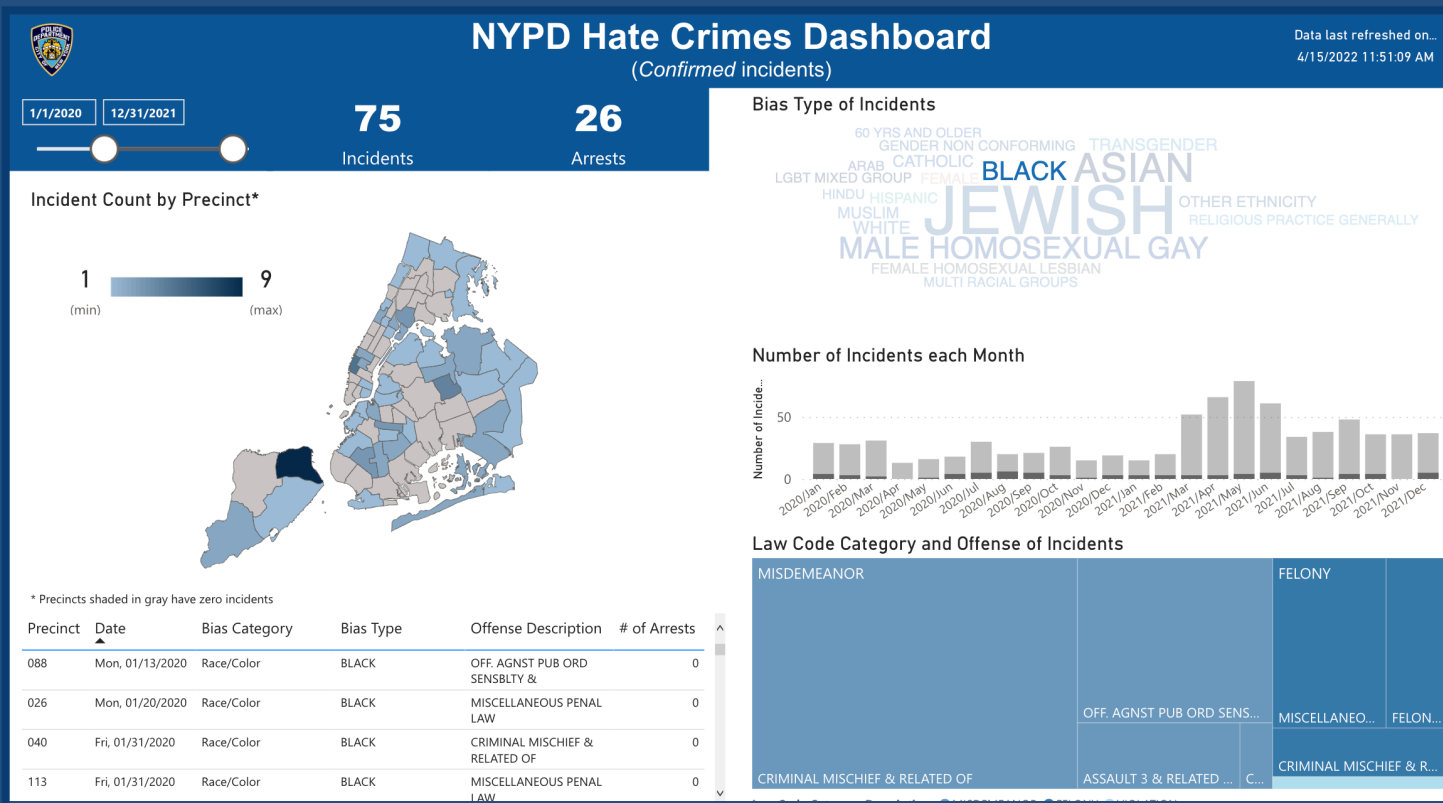 POLICE
DEPARTMENT
CITY OF
NEW YORK
NYPD Hate Crimes Dashboard
(Confirmed incidents)
Data last refreshed on...
4/15/2022 11:51:09 AM
1/1/2020
12/31/2021
75
Incidents
26
Arrests
Incident Count by Precinct*
1
(min)
9
(max)
* Precincts shaded in gray have zero incidents
Precinct Date Bias Category Bias Type Offense Description # of Arrests
088 Mon, 01/13/2020 Race/Color BLACK OFF. AGNST PUB ORD 0
SENSBLTY &
026 Mon, 01/20/2020 Race/Color BLACK MISCELLANEOUS PENAL 0
LAW
040 Fri, 01/31/2020 Race/Color BLACK CRIMINAL MISCHIEF & 0
RELATED OF
113 Fri, 01/31/2020 Race/Color BLACK MISCELLANEOUS PENAL 0
LAW
Bias Type of Incidents
60 YRS AND OLDER
GENDER NON CONFORMING
TRANSGENDER
ARAB
CATHOLIC
BLACK
ASIAN
LGBT MIXED GROUP
FEMALE
HINDU
HISPANIC
JEWISH
OTHER ETHNICITY
MUSLIM
RELIGIOUS PRACTICE GENERALLY
WHITE
MALE HOMOSEXUAL GAY
FEMALE HOMOSEXUAL LESBIAN
MULTI RACIAL GROUPS
Number of Incidents each Month
Number of Incide...
50
0
2020/Jan
2020/Feb
2020/Mar
2020/Apr
2020/May
2020/Jun
2020/Jul
2020/Aug
2020/Sep
2020/Oct
2020/Nov
2020/Dec
2021/Jan
2021/Feb
2021/Mar
2021/Apr
2021/May
2021/Jun
2021/Jul
2021/Aug
2021/Sep
2021/Oct
2021/Nov
2021/Dec
Law Code Category and Offense of Incidents
MISDEMEANOR
FELONY
OFF. AGNST PUB ORD SENS...
MISCELLANEO...
FELON...
CRIMINAL MISCHIEF & R...
CRIMINAL MISCHIEF & RELATED OF
ASSAULT 3 & RELATED ...
C...